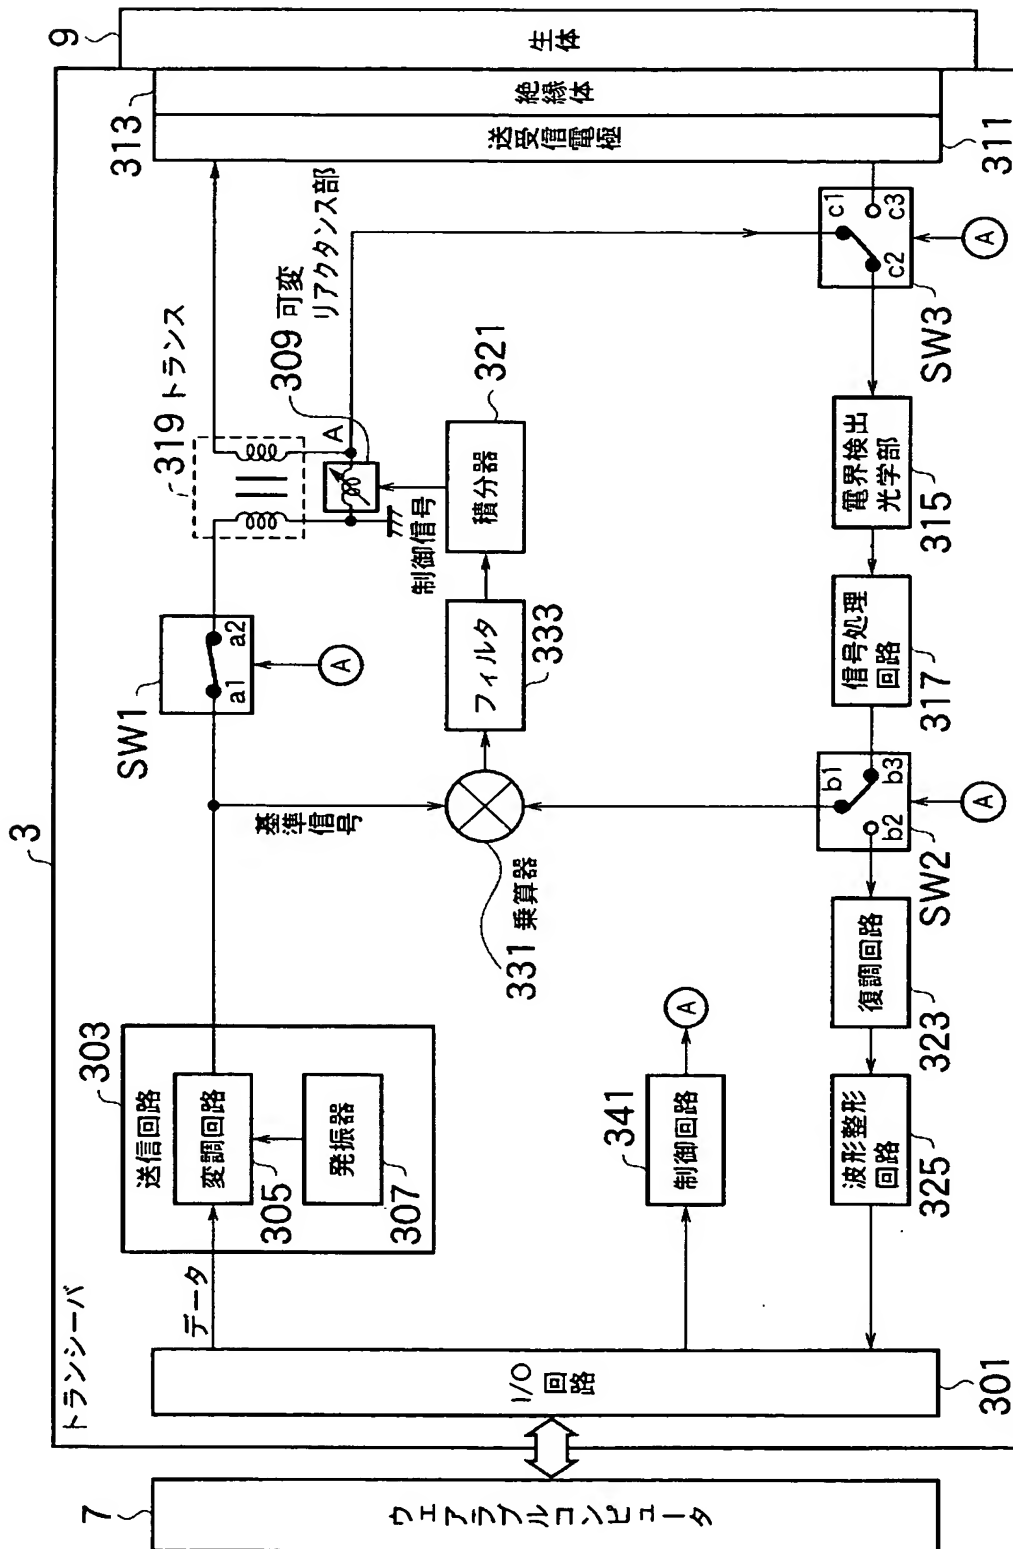 7
ウエアラブルコンピュータ
3
トランシーバ
I/O
回路
301
データ
303
送信回路
変調回路
305
発振器
307
基準信号
SW1
a1
a2
A
319 トランス
309 可変
リアクタンス部
A
制御信号
積分器
321
フィルタ
333
331 乗算器
制御回路
341
A
313
絶縁体
送受信電極
311
生体
9
c1
c2
c3
SW3
A
電界検出
光学部
315
信号処理
回路
317
b1
b2
b3
SW2
A
復調回路
323
波形整形
回路
325